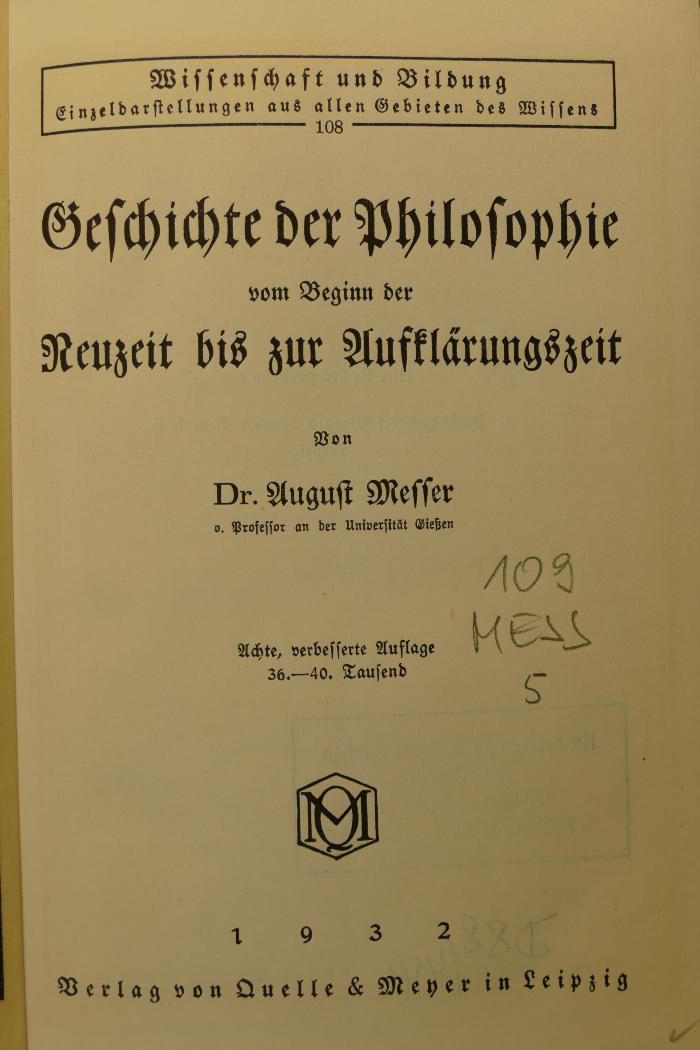 Wissenschaft und Bildung
Einzeldarstellungen aus allen Gebieten des Wissens
108
Geschichte der Philosophie
vom Beginn der
Neuzeit bis zur Aufklärungszeit
Von
Dr. August Messer
o. Professor an der Universität Gießen
109
MESS
5
Achte, verbesserte Auflage
36.—40. Tausend
QM
1932
Verlag von Quelle & Meyer in Leipzig